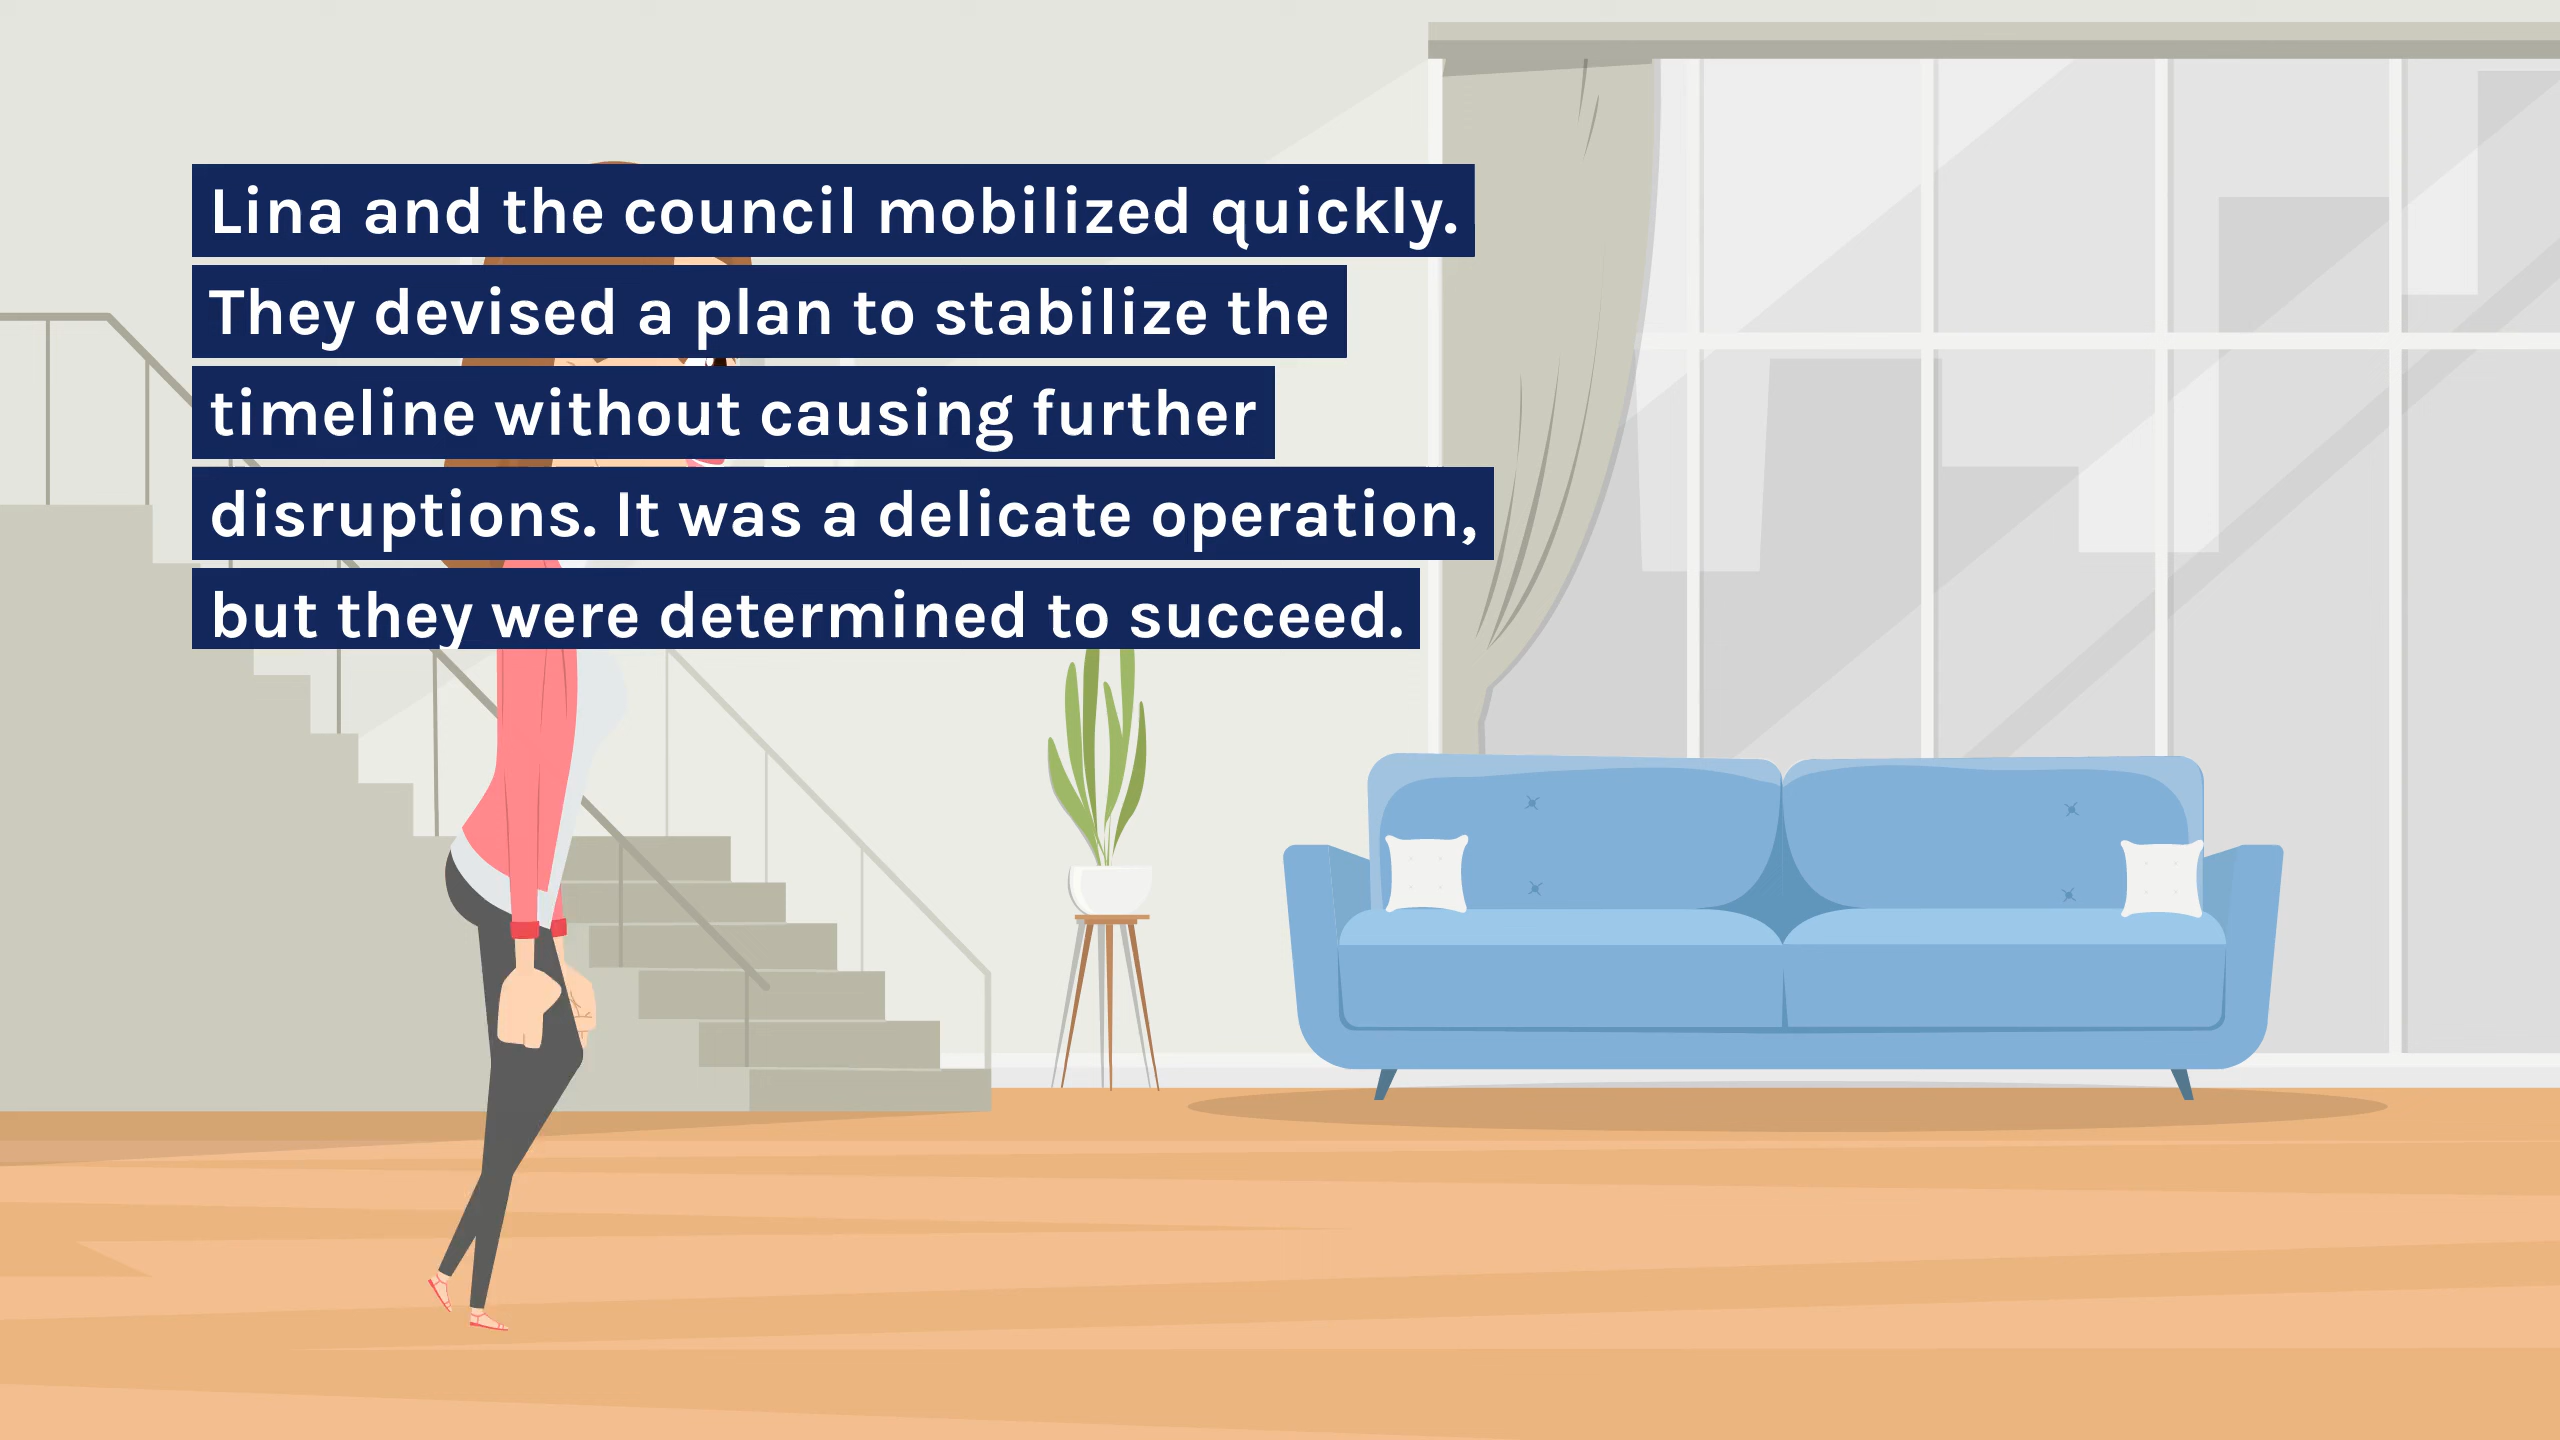 Lina and the council mobilized quickly.
They devised a plan to stabilize the
timeline without causing further
disruptions. It was a delicate operation,
but they were determined to succeed.